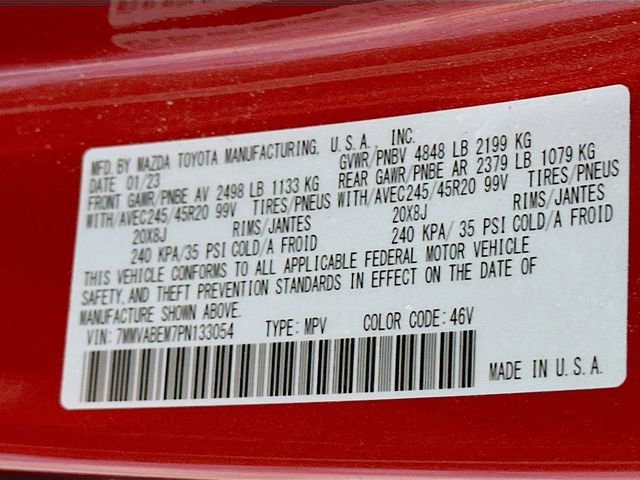 MFD. BY MAZDA TOYOTA MANUFACTURING, U.S.A., INC.
DATE 01/23 GVWR/PNBV 4848 LB 2199 KG
FRONT GAWR/PNBE AV 2498 LB 1133 KG REAR GAWR/PNBE AR 2379 LB 1079 KG
WITH/AVEC245/45R20 99V TIRES/PNEUS WITH/AVEC245/45R20 99V TIRES/PNEUS
20X8J RIMS/JANTES 20X8J RIMS/JANTES
240 KPA/35 PSI COLD/A FROID 240 KPA/ 35 PSI COLD/A FROID
THIS VEHICLE CONFORMS TO ALL APPLICABLE FEDERAL MOTOR VEHICLE
SAFETY, AND THEFT PREVENTION STANDARDS IN EFFECT ON THE DATE OF
MANUFACTURE SHOWN ABOVE.
VIN: 7MMVABEM7PN133054 TYPE: MPV COLOR CODE: 46V
MADE IN U.S.A.